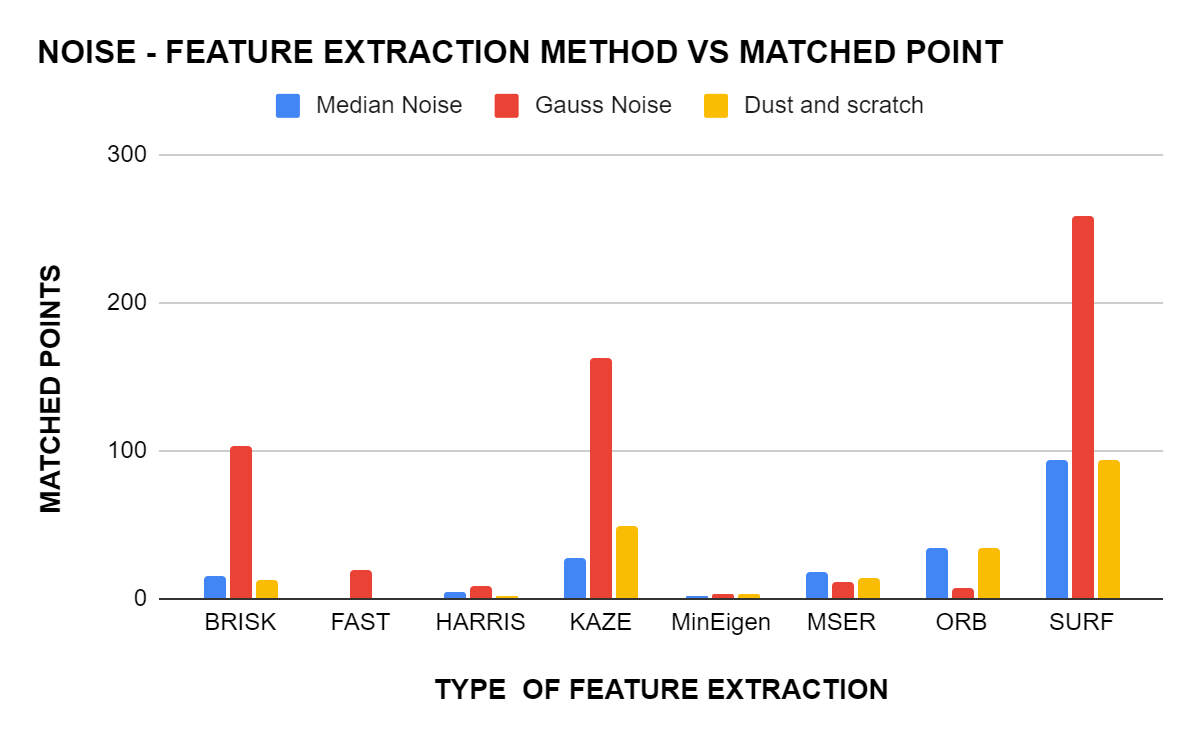 NOISE - FEATURE EXTRACTION METHOD VS MATCHED POINT
Median Noise Gauss Noise Dust and scratch
MATCHED POINTS
300
200
100
0
BRISK FAST HARRIS KAZE MinEigen MSER ORB SURF
TYPE  OF FEATURE EXTRACTION